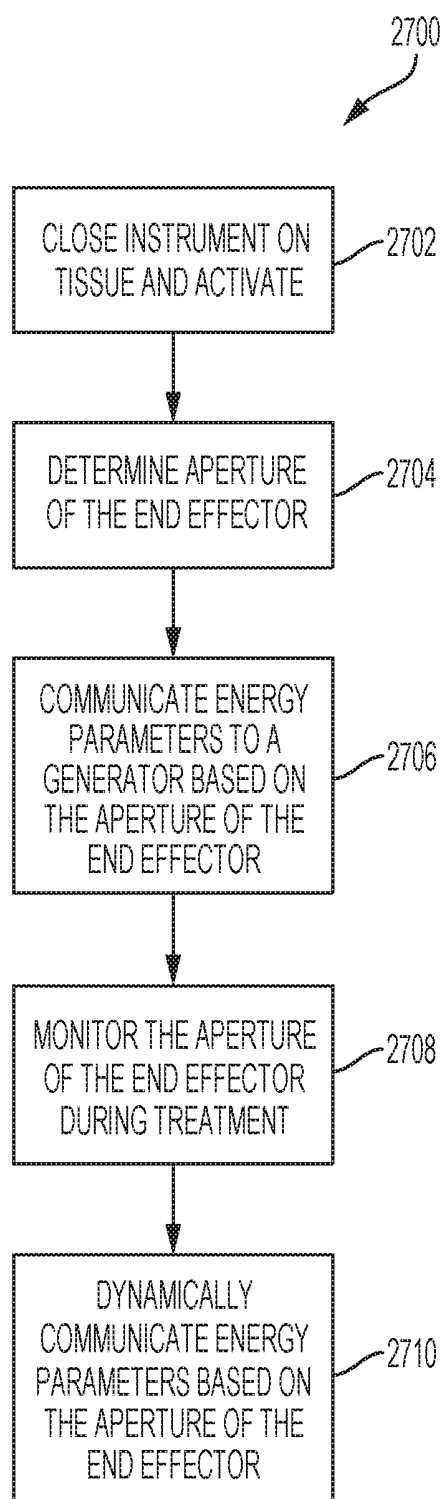 2700
CLOSE INSTRUMENT ON
TISSUE AND ACTIVATE
2702
DETERMINE APERTURE
OF THE END EFFECTOR
2704
COMMUNICATE ENERGY
PARAMETERS TO A
GENERATOR BASED ON
THE APERTURE OF THE
END EFFECTOR
2706
MONITOR THE APERTURE
OF THE END EFFECTOR
DURING TREATMENT
2708
DYNAMICALLY
COMMUNICATE ENERGY
PARAMETERS BASED ON
THE APERTURE OF THE
END EFFECTOR
2710